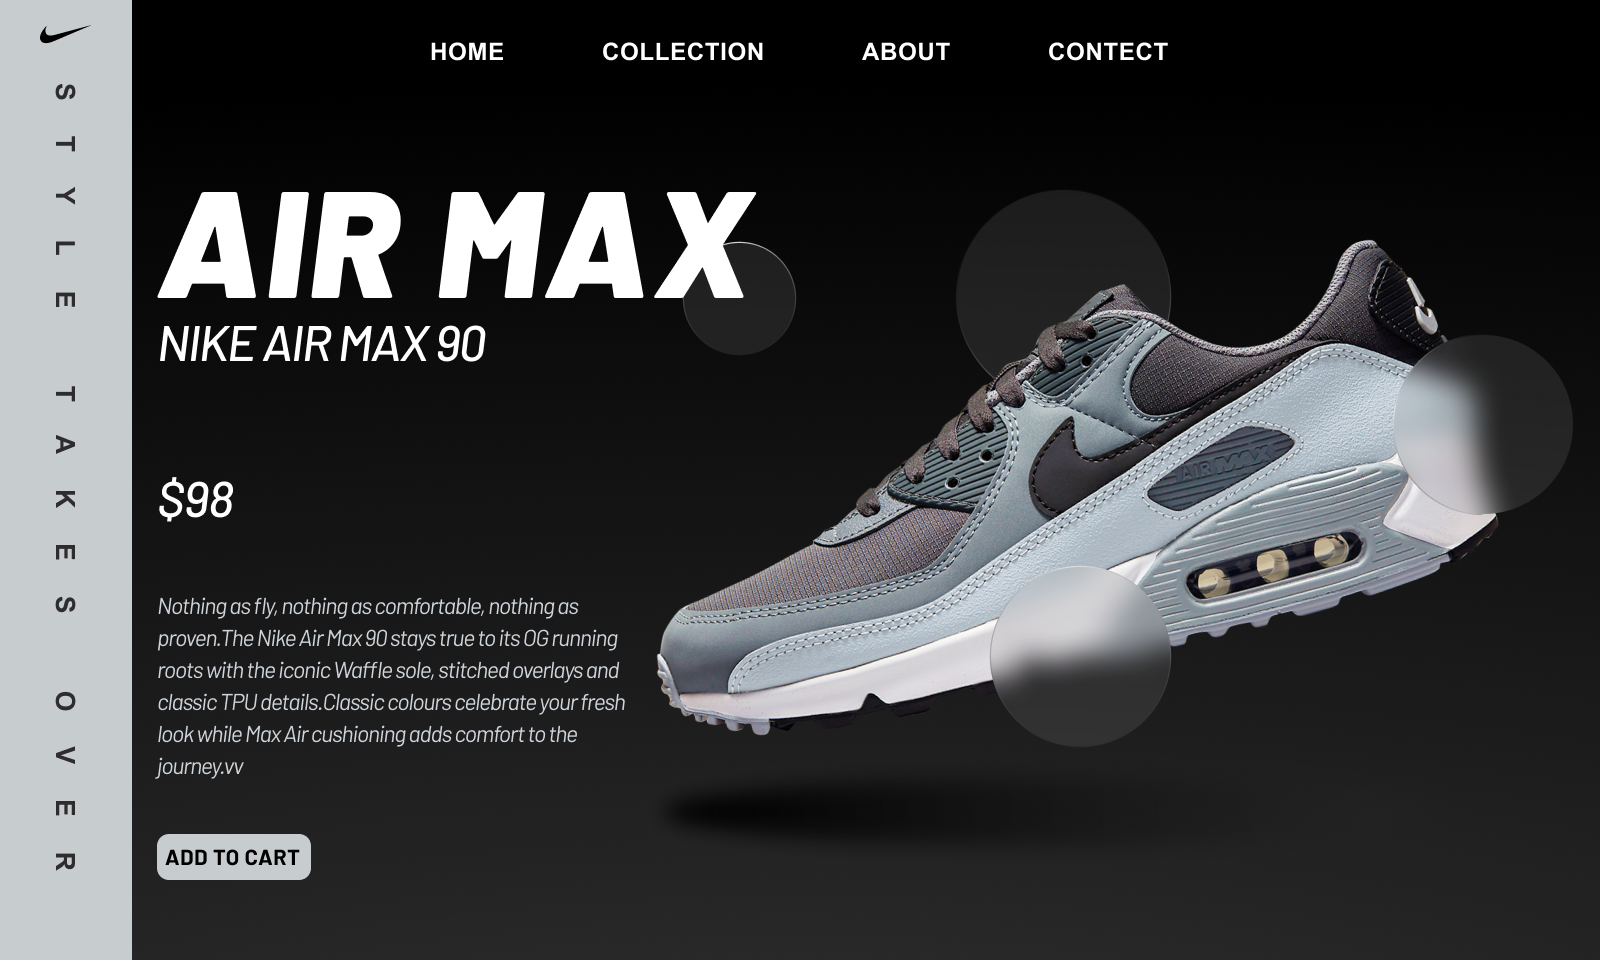 HOME COLLECTION ABOUT CONTECT
STYLE TAKES OVER
AIR MAX
NIKE AIR MAX 90
$98
Nothing as fly, nothing as comfortable, nothing as
proven.The Nike Air Max 90 stays true to its OG running
roots with the iconic Waffle sole, stitched overlays and
classic TPU details.Classic colours celebrate your fresh
look while Max Air cushioning adds comfort to the
journey.vv
ADD TO CART
AIR MAX